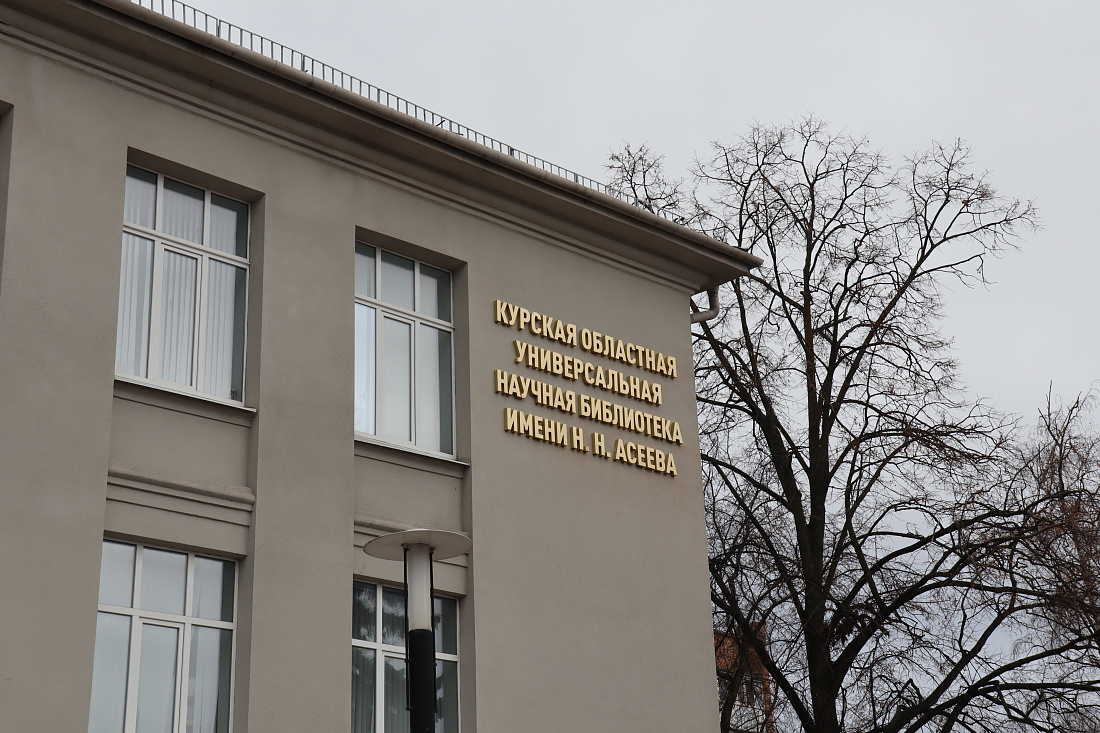 КУРСКАЯ ОБЛАСТНАЯ
УНИВЕРСАЛЬНАЯ
НАУЧНАЯ БИБЛИОТЕКА
ИМЕНИ Н. Н. АСЕЕВА